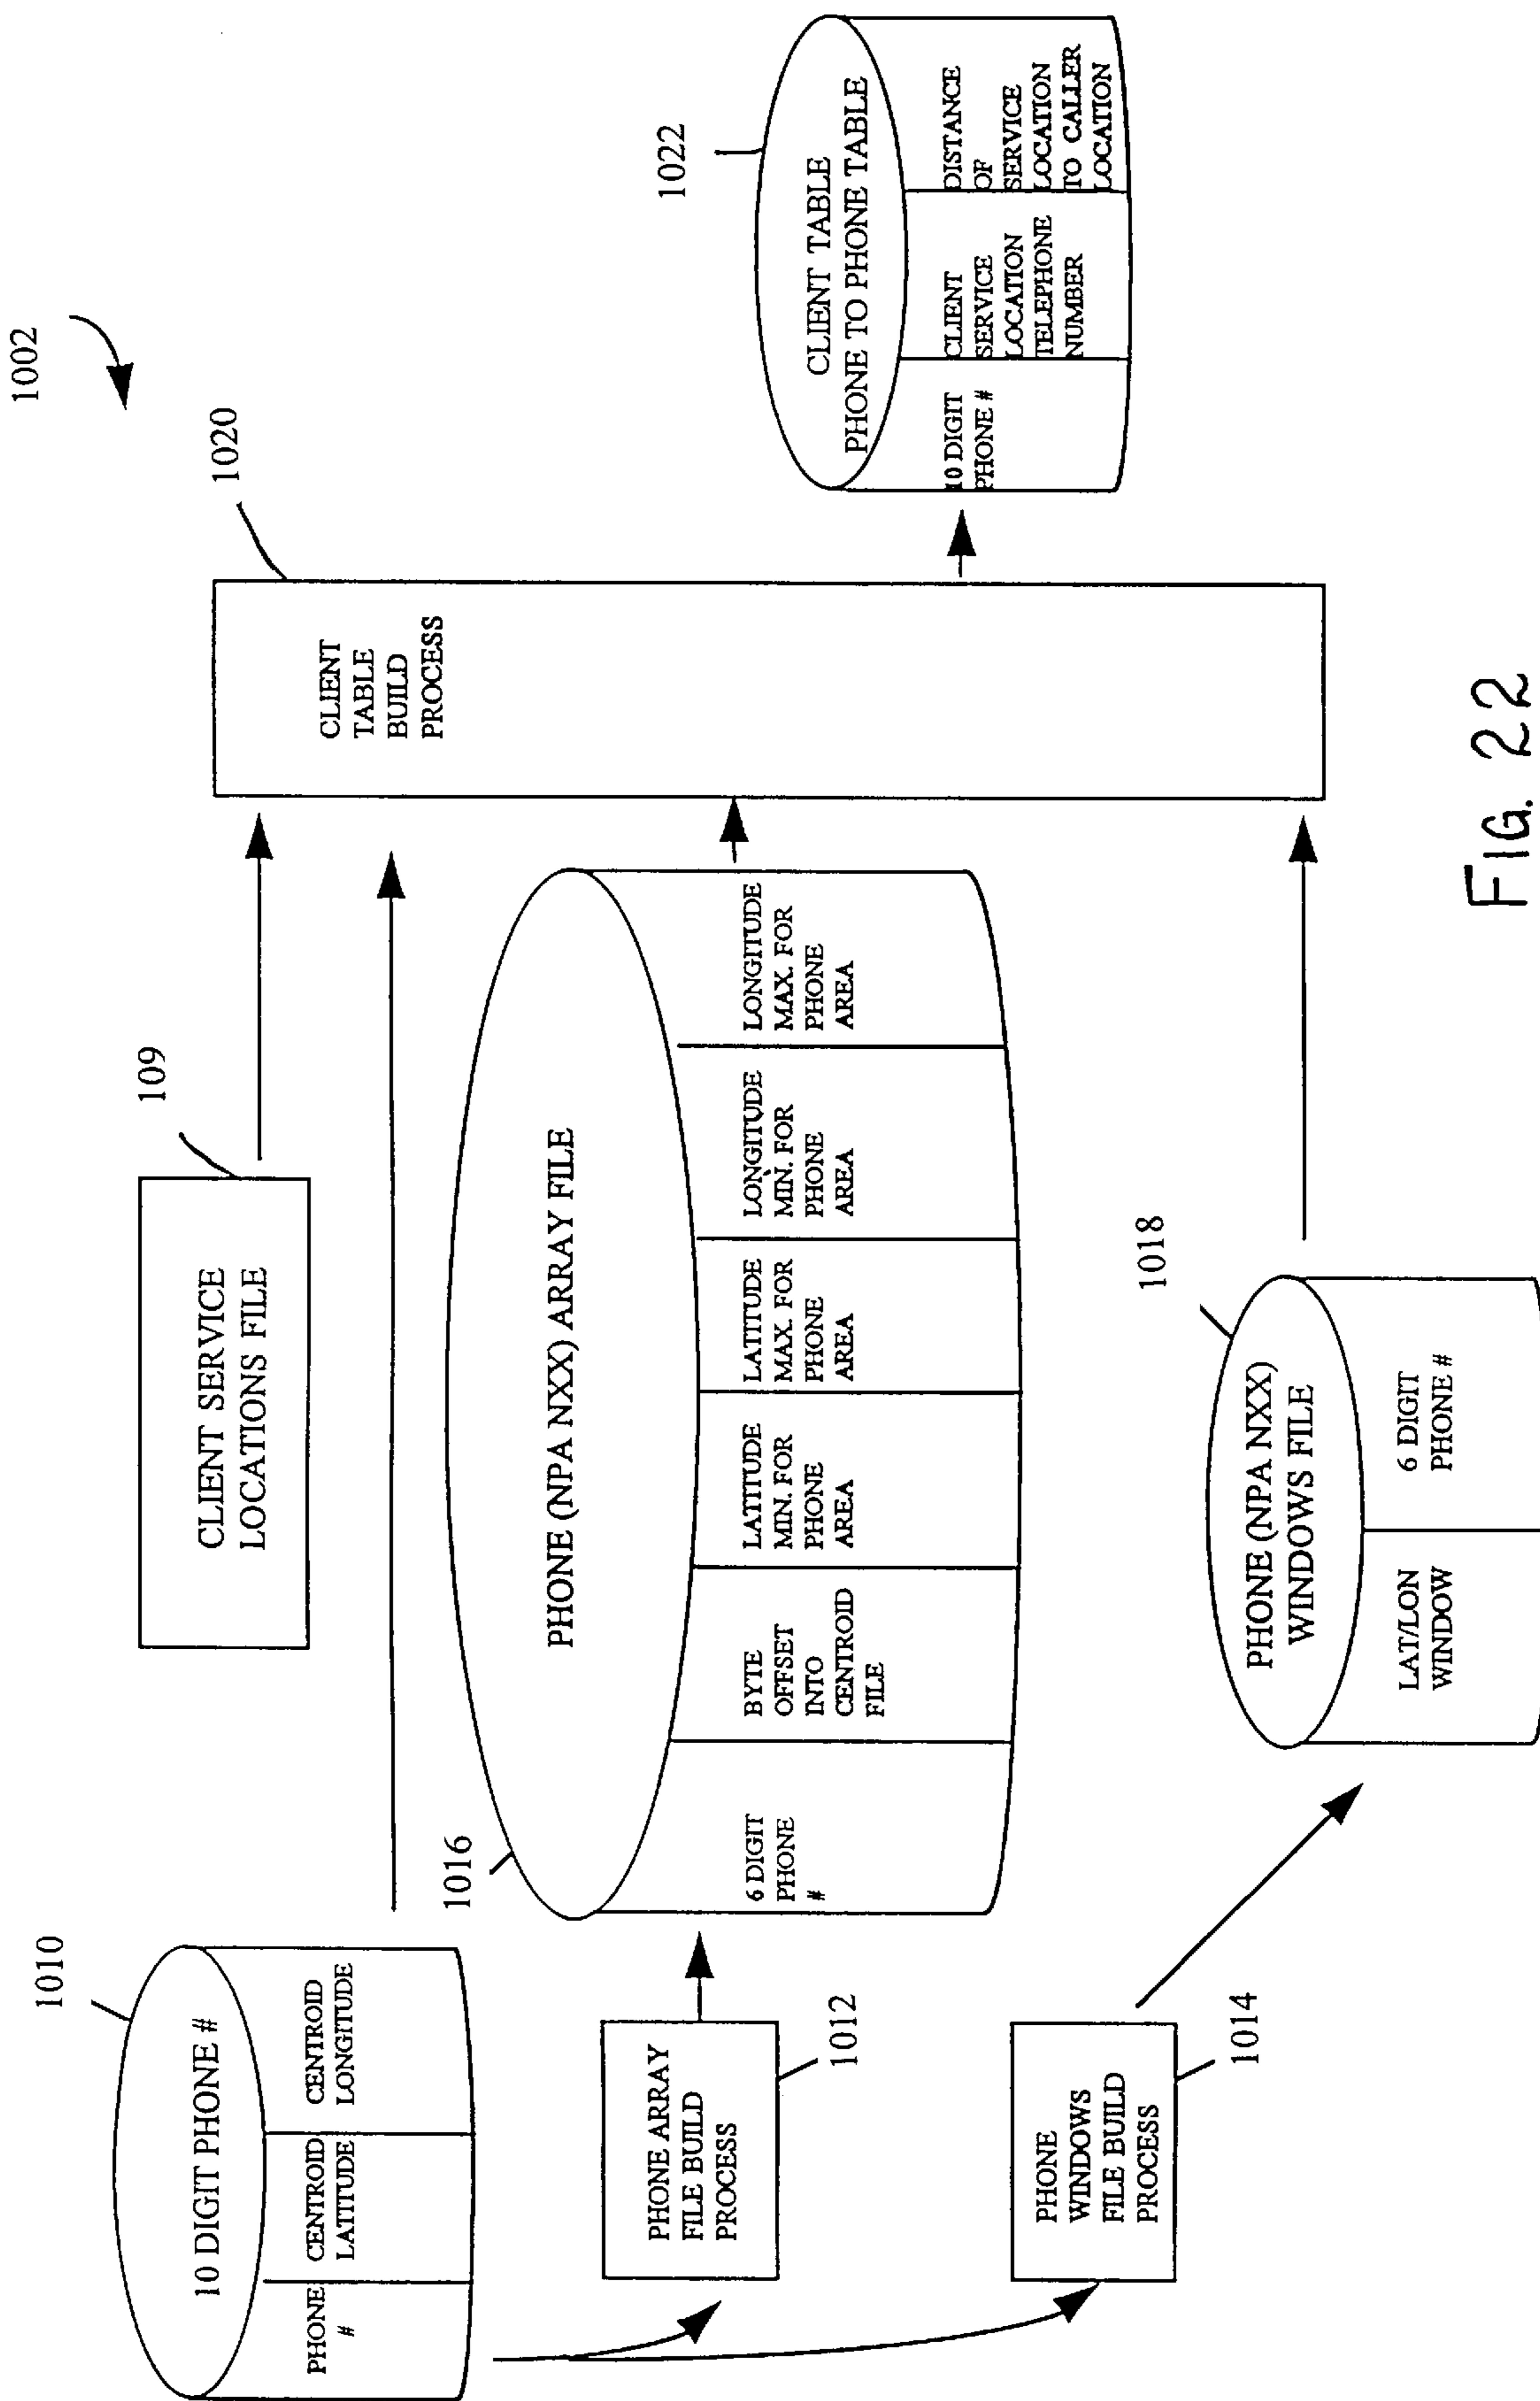 1002
1010
10 DIGIT PHONE #
PHONE
#
CENTROID
LATITUDE
CENTROID
LONGITUDE
109
CLIENT SERVICE
LOCATIONS FILE
1020
CLIENT
TABLE
BUILD
PROCESS
1022
CLIENT TABLE
PHONE TO PHONE TABLE
10 DIGIT
PHONE #
CLIENT
SERVICE
LOCATION
TELEPHONE
NUMBER
DISTANCE
OF
SERVICE
LOCATION
TO CALLER
LOCATION
1012
PHONE ARRAY
FILE BUILD
PROCESS
1016
PHONE (NPA NXX) ARRAY FILE
6 DIGIT
PHONE
#
BYTE
OFFSET
INTO
CENTROID
FILE
LATITUDE
MIN. FOR
PHONE
AREA
LATITUDE
MAX. FOR
PHONE
AREA
LONGITUDE
MIN. FOR
PHONE
AREA
LONGITUDE
MAX. FOR
PHONE
AREA
1014
PHONE
WINDOWS
FILE BUILD
PROCESS
1018
PHONE (NPA NXX)
WINDOWS FILE
LAT/LON
WINDOW
6 DIGIT
PHONE #
FIG. 22